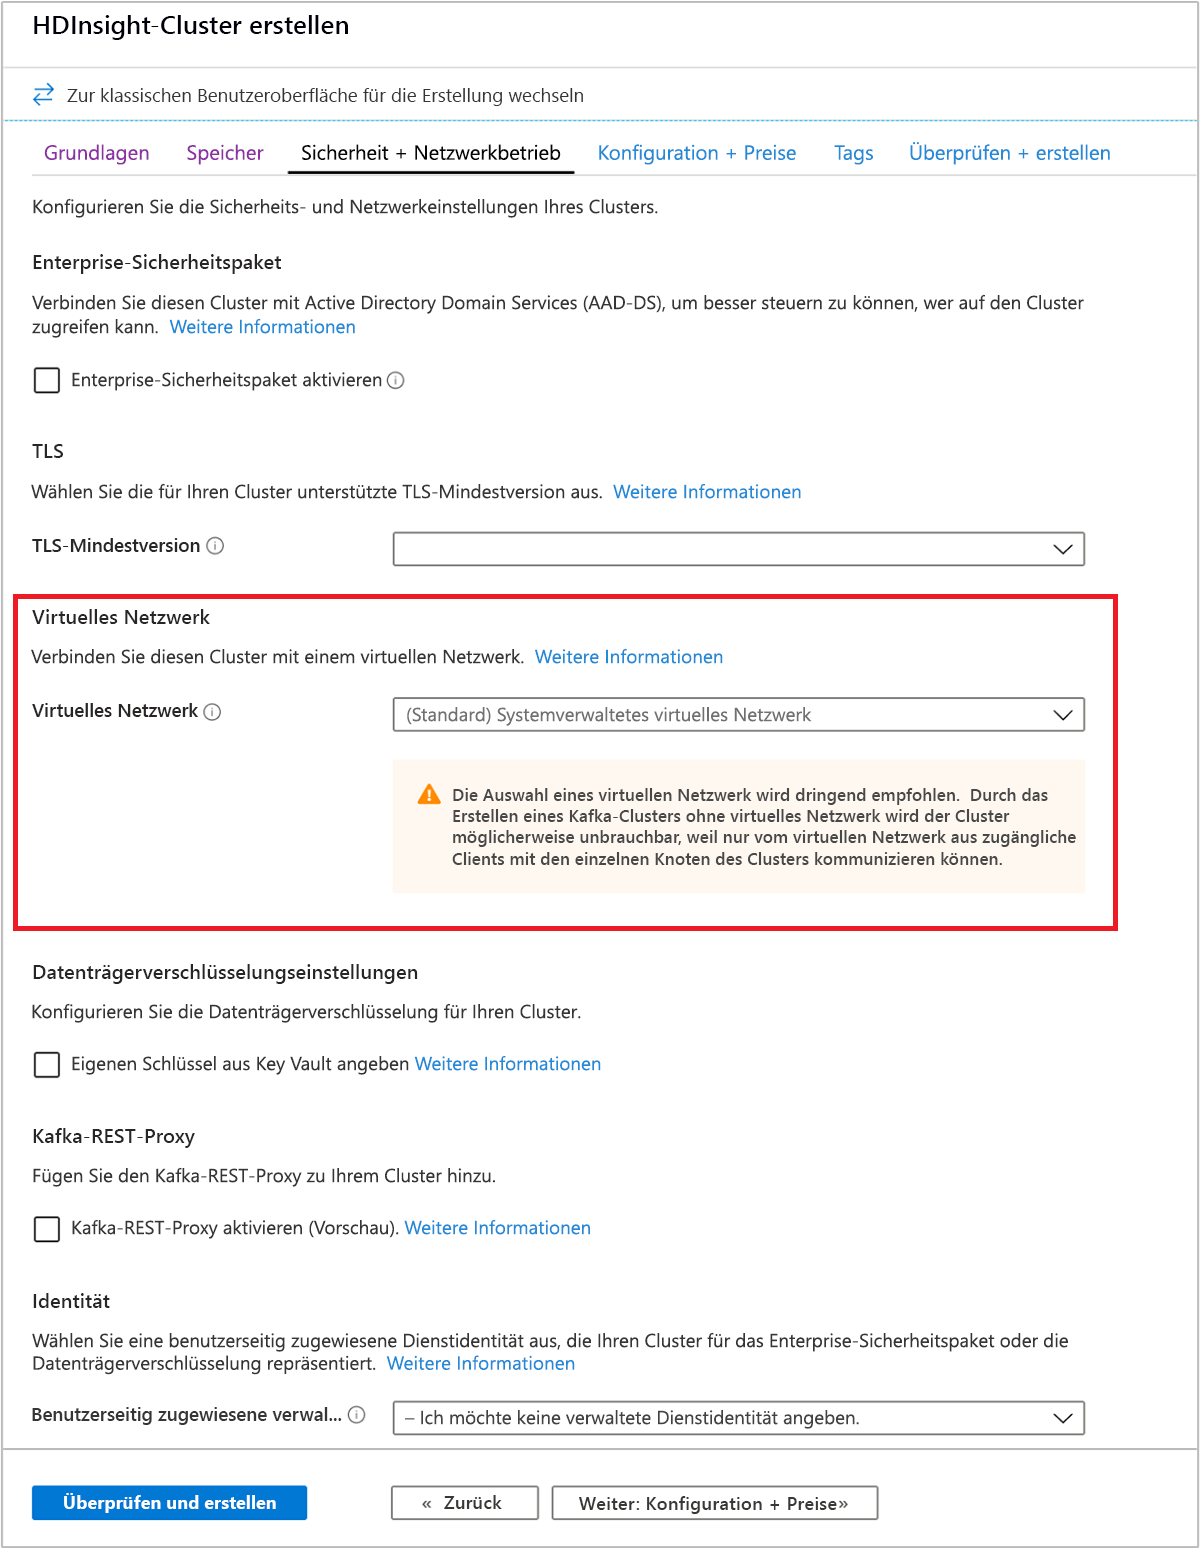 HDInsight-Cluster erstellen
Zur klassischen Benutzeroberfläche für die Erstellung wechseln
Grundlagen Speicher Sicherheit + Netzwerkbetrieb Konfiguration + Preise Tags Überprüfen + erstellen
Konfigurieren Sie die Sicherheits- und Netzwerkeinstellungen Ihres Clusters.
Enterprise-Sicherheitspaket
Verbinden Sie diesen Cluster mit Active Directory Domain Services (AAD-DS), um besser steuern zu können, wer auf den Cluster
zugreifen kann. Weitere Informationen
Enterprise-Sicherheitspaket aktivieren
TLS
Wählen Sie die für Ihren Cluster unterstützte TLS-Mindestversion aus. Weitere Informationen
TLS-Mindestversion
Virtuelles Netzwerk
Verbinden Sie diesen Cluster mit einem virtuellen Netzwerk. Weitere Informationen
Virtuelles Netzwerk (Standard) Systemverwaltetes virtuelles Netzwerk
Die Auswahl eines virtuellen Netzwerk wird dringend empfohlen. Durch das
Erstellen eines Kafka-Clusters ohne virtuelles Netzwerk wird der Cluster
möglicherweise unbrauchbar, weil nur vom virtuellen Netzwerk aus zugängliche
Clients mit den einzelnen Knoten des Clusters kommunizieren können.
Datenträgerverschlüsselungseinstellungen
Konfigurieren Sie die Datenträgerverschlüsselung für Ihren Cluster.
Eigenen Schlüssel aus Key Vault angeben Weitere Informationen
Kafka-REST-Proxy
Fügen Sie den Kafka-REST-Proxy zu Ihrem Cluster hinzu.
Kafka-REST-Proxy aktivieren (Vorschau). Weitere Informationen
Identität
Wählen Sie eine benutzerseitig zugewiesene Dienstidentität aus, die Ihren Cluster für das Enterprise-Sicherheitspaket oder die
Datenträgerverschlüsselung repräsentiert. Weitere Informationen
Benutzerseitig zugewiesene verwal... – Ich möchte keine verwaltete Dienstidentität angeben.
Überprüfen und erstellen « Zurück Weiter: Konfiguration + Preise»